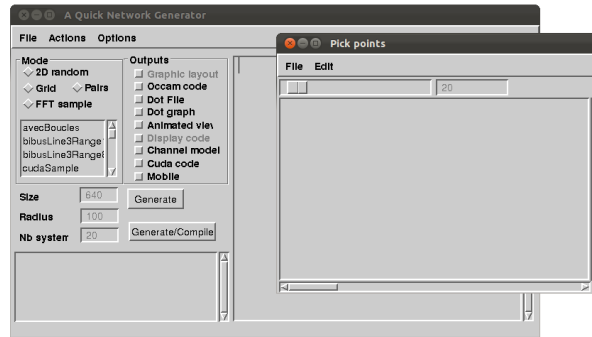 A Quick Network Generator
File Actions Options
Mode
2D random
Grid Pairs
FFT sample
avecBoucles
bibusLine3Range
bibusLine3Range
cudaSample
Outputs
Graphic layout
Occam code
Dot File
Dot graph
Animated view
Display code
Channel model
Cuda code
Mobile
Size 640
Radius 100
Nb system 20
Generate
Generate/Compile
Pick points
File Edit
20